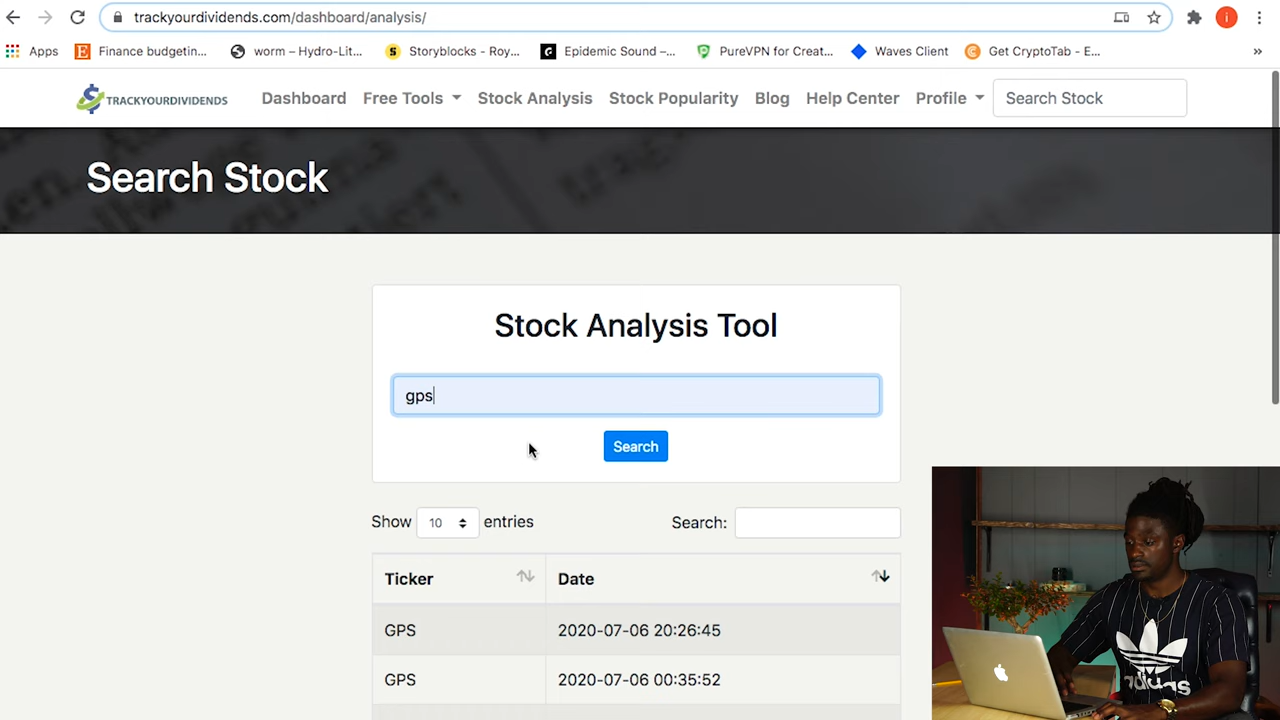 trackyourdividends.com/dashboard/analysis/
Apps Finance budgetin... worm – Hydro-Lit... Storyblocks - Roy... Epidemic Sound –... PureVPN for Creat... Waves Client Get CryptoTab - E... »
TRACKYOURDIVIDENDS Dashboard Free Tools Stock Analysis Stock Popularity Blog Help Center Profile Search Stock
Search Stock
Stock Analysis Tool
gps
Search
Show 10 entries Search:
Ticker Date
GPS 2020-07-06 20:26:45
GPS 2020-07-06 00:35:52
adidas